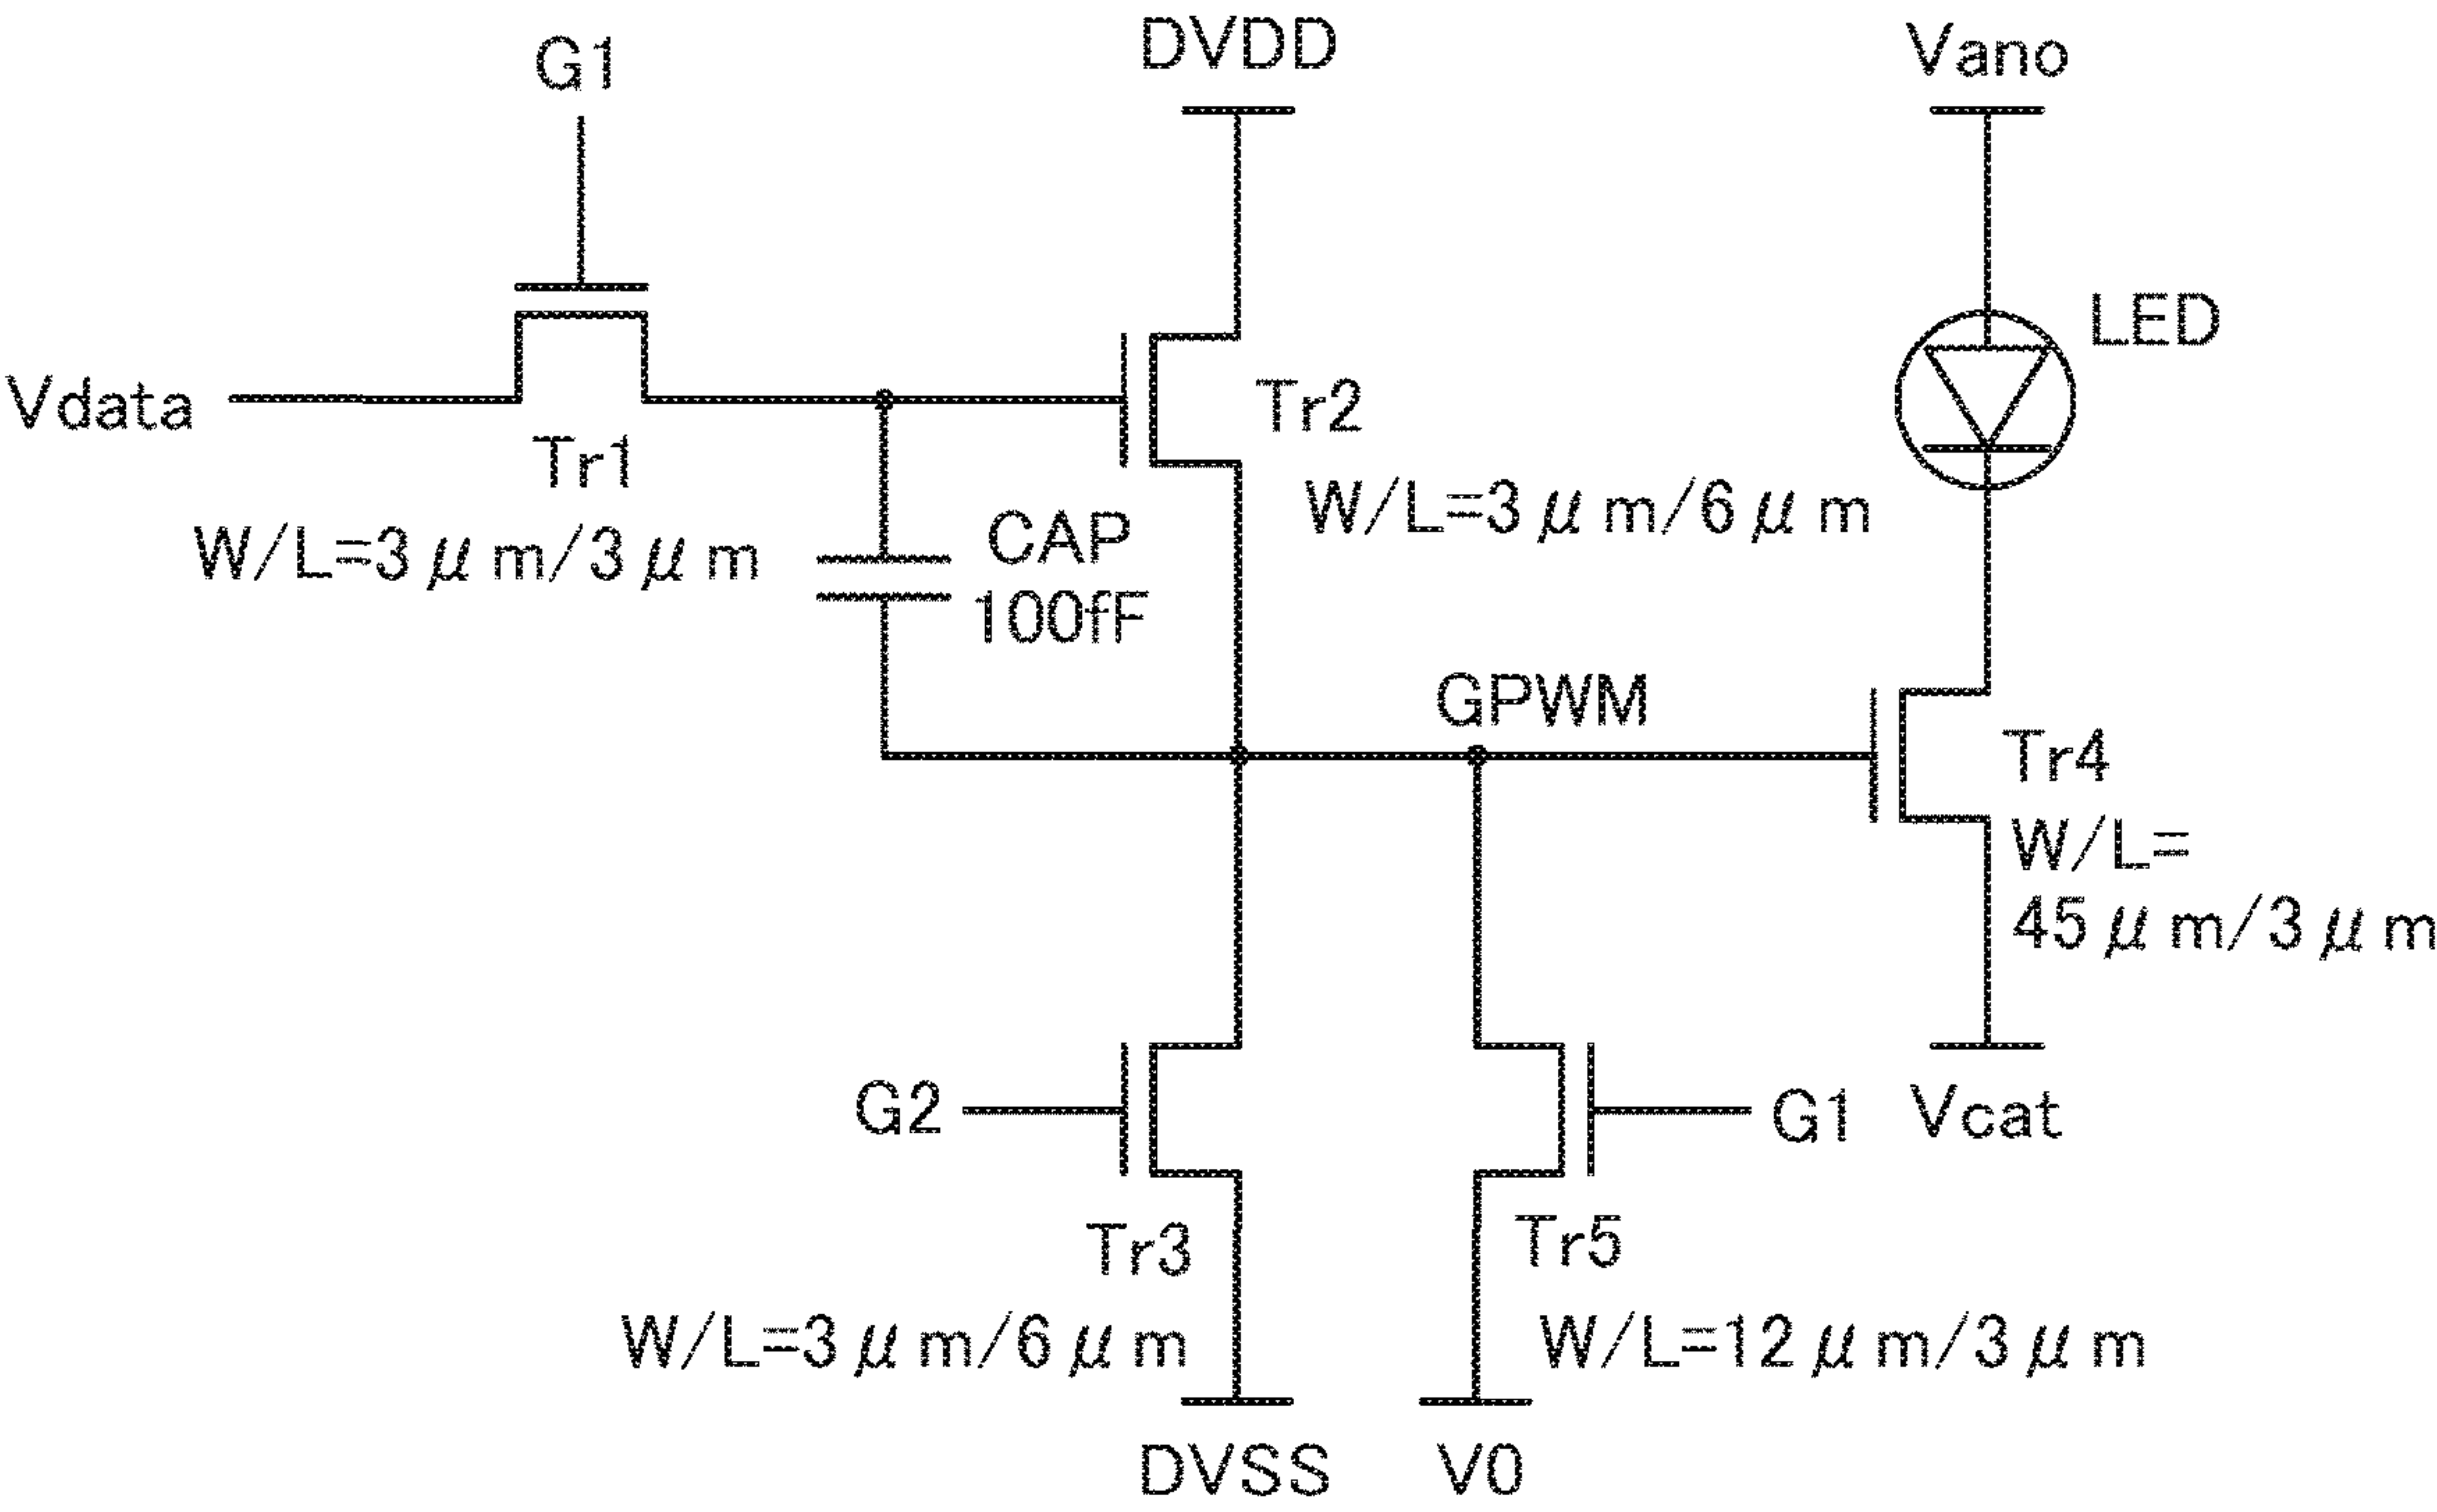 G1
DVDD
Vano
LED
Vdata
Tr1
W/L=3μm/3μm
Tr2
W/L=3μm/6μm
CAP
100fF
GPWM
Tr4
W/L=
45μm/3μm
G2
G1
Vcat
Tr3
W/L=3μm/6μm
Tr5
W/L=12μm/3μm
DVSS
V0